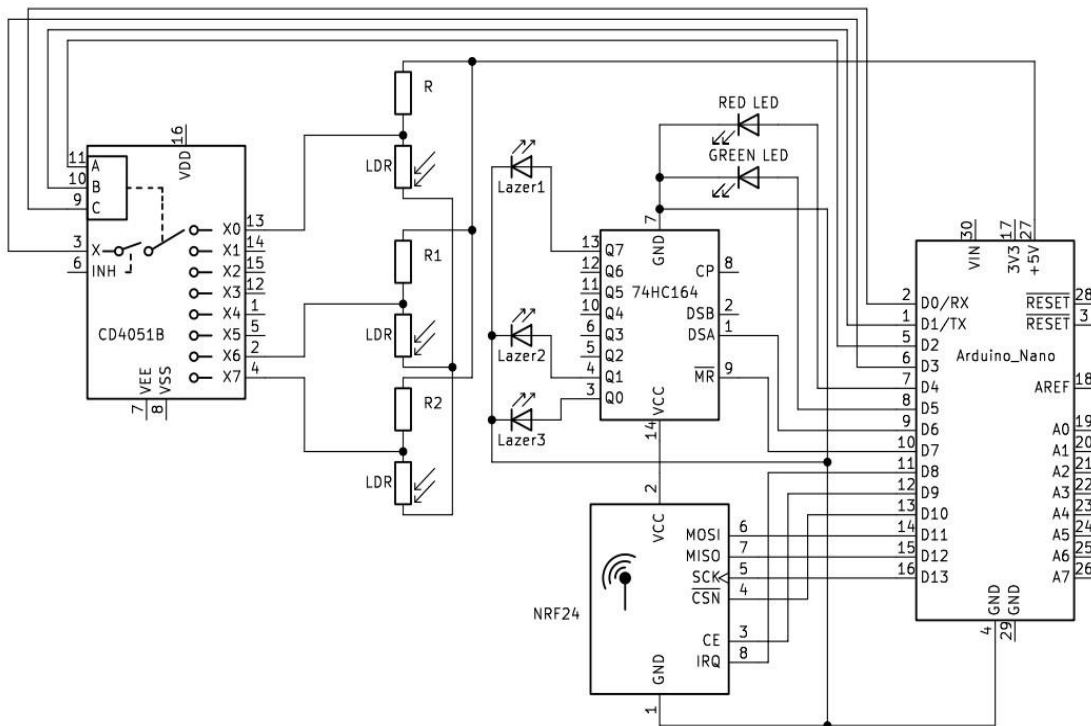 R
RED LED
GREEN LED
16
VDD
11 A
10 B
9 C
3 X
6 INH
X0 13
X1 14
X2 15
X3 12
X4 1
X5 5
X6 2
X7 4
CD4051B
VEE
VSS
7
8
LDR
R1
LDR
R2
LDR
Lazer1
Lazer2
Lazer3
7
GND
13 Q7
12 Q6
11 Q5
10 Q4
6 Q3
5 Q2
4 Q1
3 Q0
CP 8
74HC164
DSB 2
DSA 1
MR 9
VCC
14
2
VCC
MOSI 6
MISO 7
SCK 5
CSN 4
CE 3
IRQ 8
NRF24
GND
1
30
17
27
VIN
3V3
+5V
2 D0/RX
1 D1/TX
5 D2
6 D3
7 D4
8 D5
9 D6
10 D7
11 D8
12 D9
13 D10
14 D11
15 D12
16 D13
RESET 28
RESET 3
Arduino_Nano
AREF 18
A0 19
A1 20
A2 21
A3 22
A4 23
A5 24
A6 25
A7 26
GND
GND
4
29